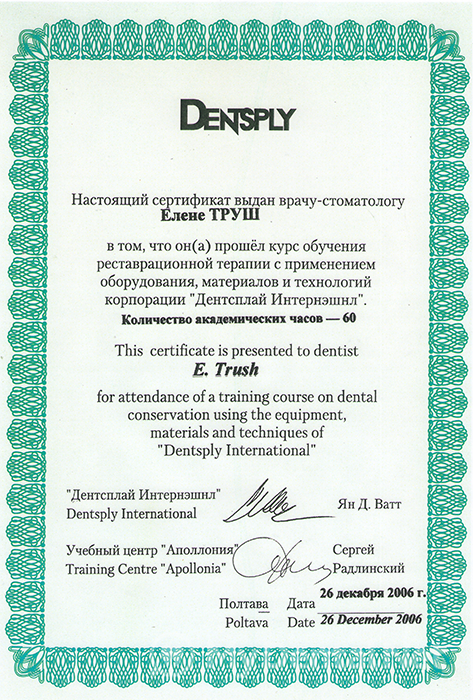 DENTSPLY
Настоящий сертификат выдан врачу-стоматологу
Елене ТРУШ
в том, что он(а) прошёл курс обучения
реставрационной терапии с применением
оборудования, материалов и технологий
корпорации "Дентсплай Интернэшнл".
Количество академических часов — 60
This certificate is presented to dentist
E. Trush
for attendance of a training course on dental
conservation using the equipment,
materials and techniques of
"Dentsply International"
"Дентсплай Интернэшнл"
Dentsply International
Ян Д. Ватт
Учебный центр "Аполлония"
Training Centre "Apollonia"
Сергей
Радлинский
Полтава Дата 26 декабря 2006 г.
Poltava Date 26 December 2006